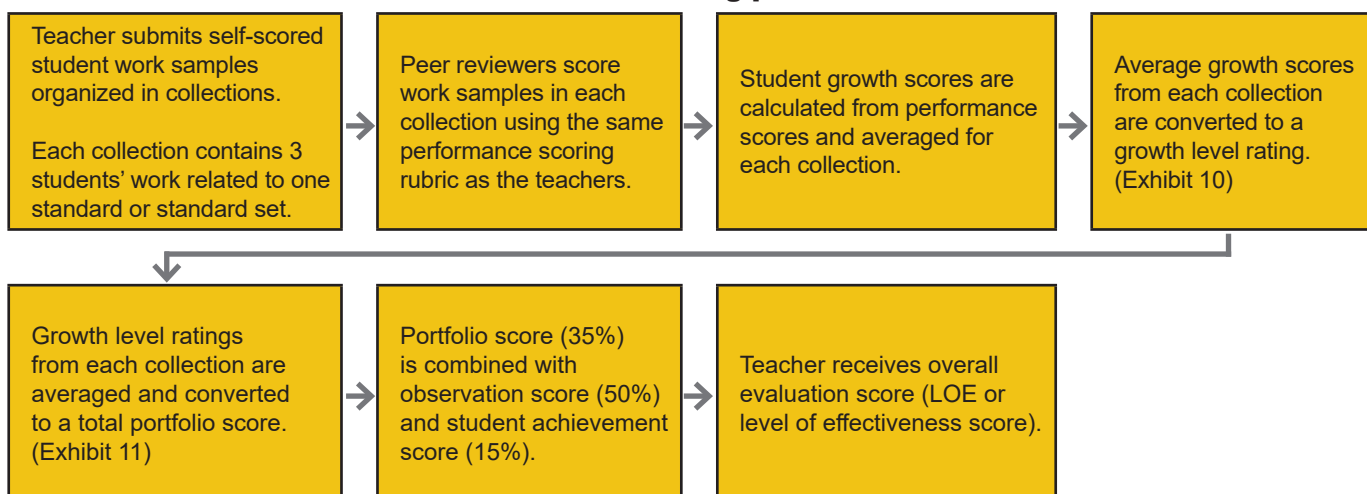 Teacher submits self-scored
student work samples
organized in collections.
Each collection contains 3
students' work related to one
standard or standard set.
Peer reviewers score
work samples in each
collection using the same
performance scoring
rubric as the teachers.
Student growth scores are
calculated from performance
scores and averaged for
each collection.
Average growth scores
from each collection
are converted to a
growth level rating.
(Exhibit 10)
Growth level ratings
from each collection are
averaged and converted
to a total portfolio score.
(Exhibit 11)
Portfolio score (35%)
is combined with
observation score (50%)
and student achievement
score (15%).
Teacher receives overall
evaluation score (LOE or
level of effectiveness score).